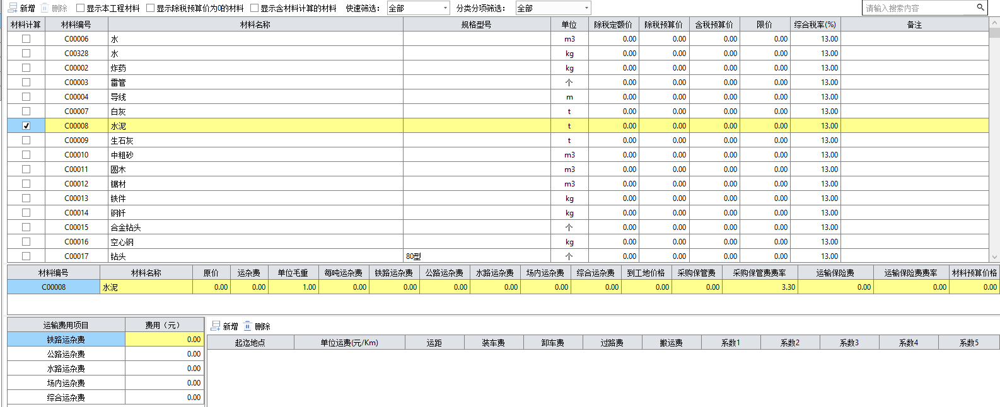 新增 删除 显示本工程材料 显示除税预算价为0的材料 显示含材料计算的材料 快速筛选： 全部 分类分项筛选： 全部 请输入搜索内容
材料计算 材料编号 材料名称 规格型号 单位 除税定额价 除税预算价 含税预算价 限价 综合税率(%) 备注
C00006 水 m3 0.00 0.00 0.00 0.00 13.00
C00328 水 kg 0.00 0.00 0.00 0.00 13.00
C00002 炸药 kg 0.00 0.00 0.00 0.00 13.00
C00003 雷管 个 0.00 0.00 0.00 0.00 13.00
C00004 导线 m 0.00 0.00 0.00 0.00 13.00
C00007 白灰 t 0.00 0.00 0.00 0.00 13.00
C00008 水泥 t 0.00 0.00 0.00 0.00 13.00
C00009 生石灰 t 0.00 0.00 0.00 0.00 13.00
C00010 中粗砂 m3 0.00 0.00 0.00 0.00 13.00
C00011 圆木 m3 0.00 0.00 0.00 0.00 13.00
C00012 锯材 m3 0.00 0.00 0.00 0.00 13.00
C00013 铁件 kg 0.00 0.00 0.00 0.00 13.00
C00014 钢钎 kg 0.00 0.00 0.00 0.00 13.00
C00015 合金钻头 个 0.00 0.00 0.00 0.00 13.00
C00016 空心钢 kg 0.00 0.00 0.00 0.00 13.00
C00017 钻头 80型 个 0.00 0.00 0.00 0.00 13.00
材料编号 材料名称 原价 运杂费 单位毛重 每吨运杂费 铁路运杂费 公路运杂费 水路运杂费 场内运杂费 综合运杂费 到工地价格 采购保管费 采购保管费费率 运输保险费 运输保险费费率 材料预算价格
C00008 水泥 0.00 0.00 1.00 0.00 0.00 0.00 0.00 0.00 0.00 0.00 0.00 3.30 0.00 0.00 0.00
运输费用项目 费用（元）
铁路运杂费 0.00
公路运杂费 0.00
水路运杂费 0.00
场内运杂费 0.00
综合运杂费 0.00
新增 删除
起迄地点 单位运费(元/Km) 运距 装车费 卸车费 过路费 搬运费 系数1 系数2 系数3 系数4 系数5